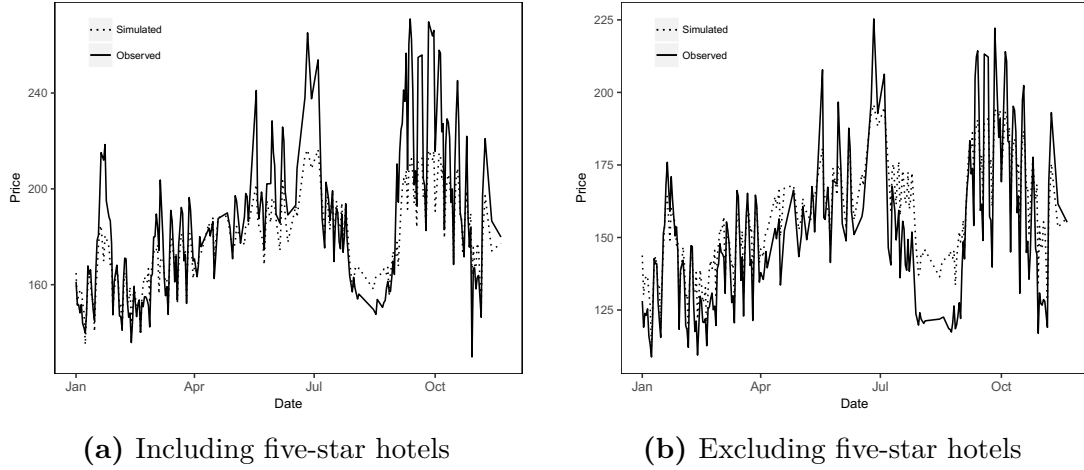 Simulated
Observed
240
200
160
Price
Jan
Apr
Jul
Oct
Date
(a) Including five-star hotels
Simulated
Observed
225
200
175
150
125
Price
Jan
Apr
Jul
Oct
Date
(b) Excluding five-star hotels